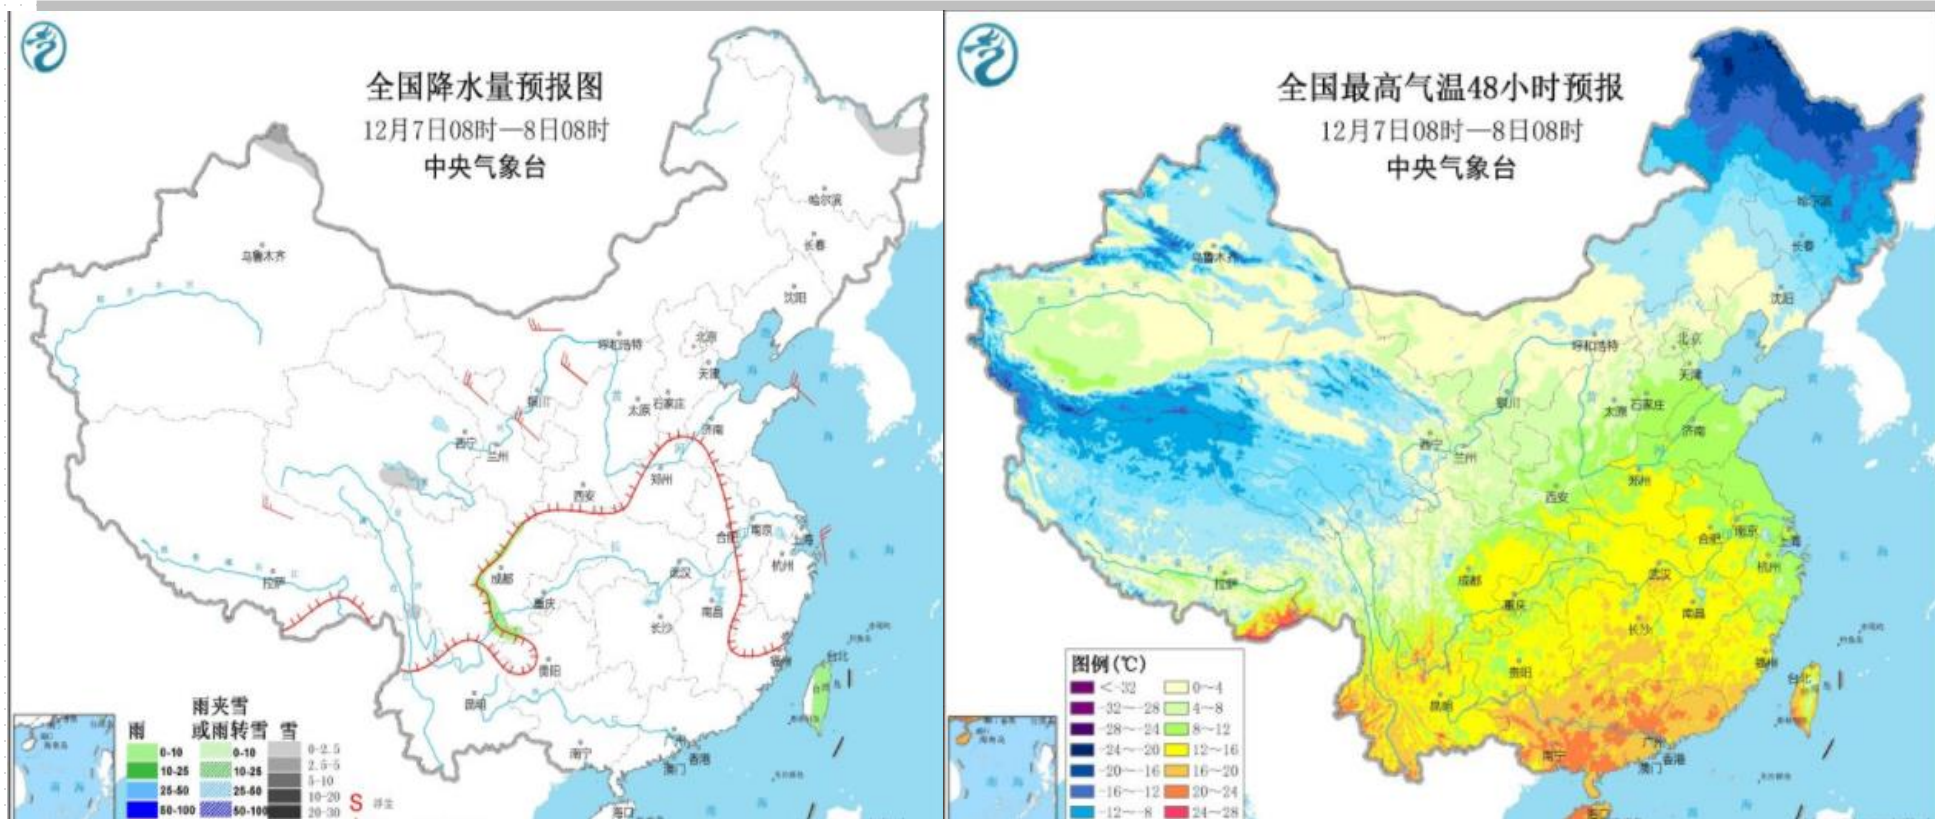 全国降水量预报图
12月7日08时—8日08时
中央气象台
哈尔滨
长春
乌鲁木齐
沈阳
呼和浩特
北京
天津
银川
太原
石家庄
济南
西宁
兰州
郑州
西安
南京
合肥
上海
成都
武汉
杭州
拉萨
重庆
南昌
长沙
贵阳
福州
台北
昆明
南宁
香港
澳门
海口
雨
雨夹雪
或雨转雪
雪
0-10
0-10
0-2.5
10-25
10-25
2.5-5
25-50
25-50
5-10
50-100
50-100
10-20
20-30
S 浮尘
全国最高气温48小时预报
12月7日08时—8日08时
中央气象台
哈尔滨
长春
乌鲁木齐
沈阳
呼和浩特
北京
天津
银川
太原
石家庄
济南
西宁
兰州
郑州
西安
南京
合肥
上海
成都
武汉
杭州
拉萨
重庆
南昌
长沙
贵阳
福州
台北
昆明
南宁
广州
香港
澳门
海口
图例(℃)
<-32
0~4
-32~-28
4~8
-28~-24
8~12
-24~-20
12~16
-20~-16
16~20
-16~-12
20~24
-12~-8
24~28